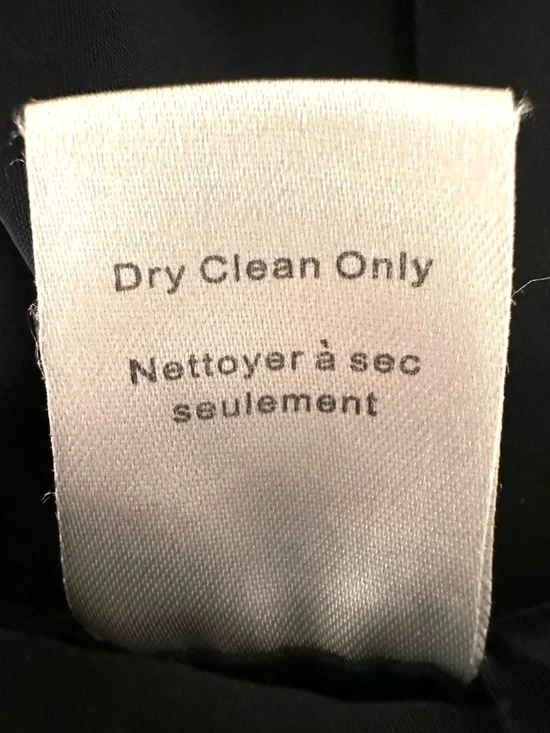 Dry Clean Only
Nettoyer à sec
seulement